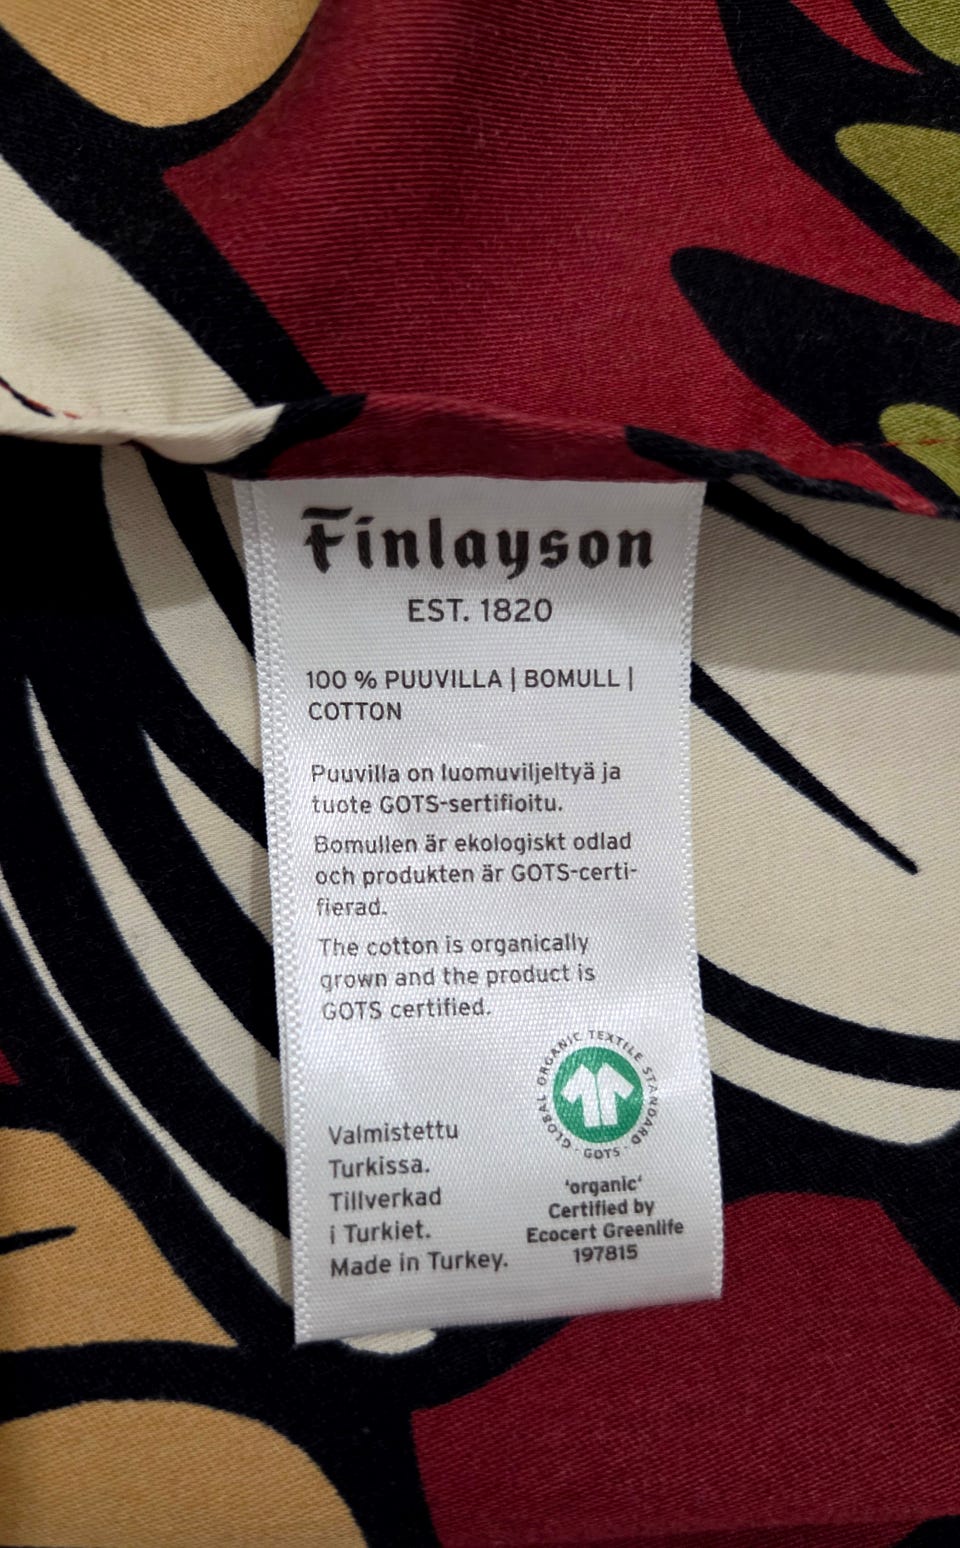 Finlayson
EST. 1820
100 % PUUVILLA | BOMULL |
COTTON
Puuvilla on luomuviljeltyä ja
tuote GOTS-sertifioitu.
Bomullen är ekologiskt odlad
och produkten är GOTS-certi-
fierad.
The cotton is organically
grown and the product is
GOTS certified.
Valmistettu
Turkissa.
Tillverkad
i Turkiet.
Made in Turkey.
GLOBAL ORGANIC TEXTILE STANDARD
· GOTS ·
‘organic‘
Certified by
Ecocert Greenlife
197815